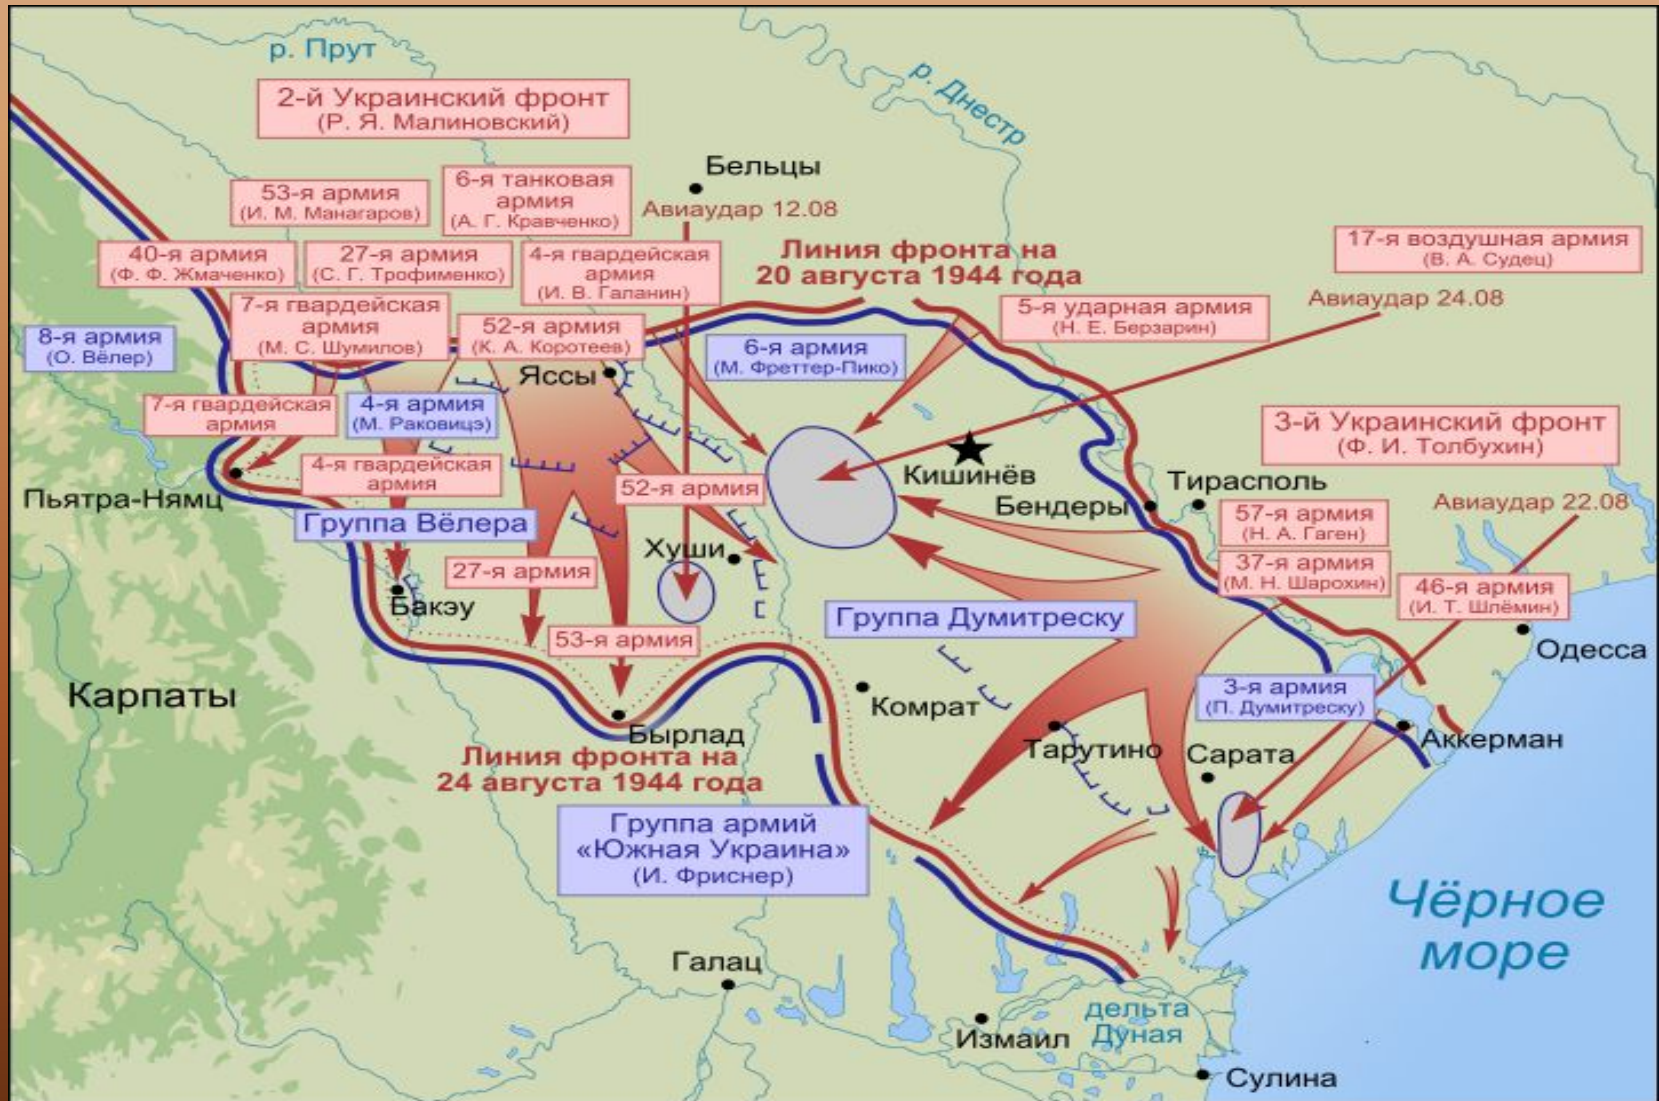 р. Прут
2-й Украинский фронт
(Р. Я. Малиновский)
р. Днестр
Бельцы
Авиаудар 12.08
53-я армия
(И. М. Манагаров)
6-я танковая
армия
(А. Г. Кравченко)
40-я армия
(Ф. Ф. Жмаченко)
27-я армия
(С. Г. Трофименко)
4-я гвардейская
армия
(И. В. Галанин)
Линия фронта на
20 августа 1944 года
17-я воздушная армия
(В. А. Судец)
Авиаудар 24.08
7-я гвардейская
армия
(М. С. Шумилов)
52-я армия
(К. А. Коротеев)
5-я ударная армия
(Н. Е. Берзарин)
8-я армия
(О. Вёлер)
6-я армия
(М. Фреттер-Пико)
Яссы
7-я гвардейская
армия
4-я армия
(М. Раковицэ)
3-й Украинский фронт
(Ф. И. Толбухин)
4-я гвардейская
армия
Кишинёв
Пьятра-Нямц
52-я армия
Бендеры
Тирасполь
Авиаудар 22.08
Группа Вёлера
57-я армия
(Н. А. Гаген)
Хуши
27-я армия
37-я армия
(М. Н. Шарохин)
46-я армия
(И. Т. Шлёмин)
Бакэу
Группа Думитреску
53-я армия
Одесса
Карпаты
3-я армия
(П. Думитреску)
Комрат
Бырлад
Тарутино
Сарата
Аккерман
Линия фронта на
24 августа 1944 года
Группа армий
«Южная Украина»
(И. Фриснер)
Чёрное
море
Галац
дельта
Дуная
Измаил
Сулина